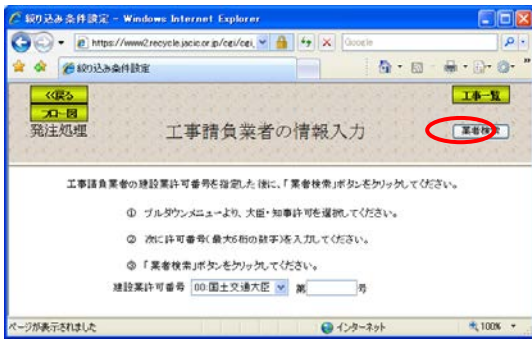 絞り込み条件設定 - Windows Internet Explorer
https://www2.recycle.jacic.or.jp/cgi/cgi.
Google
絞り込み条件設定
<<戻る
フロー図
工事一覧
発注処理
工事請負業者の情報入力
業者検索
工事請負業者の建設業許可番号を指定した後に、「業者検索」ボタンをクリックしてください。
① プルダウンメニューより、大臣・知事許可を選択してください。
② 次に許可番号(最大6桁の数字)を入力してください。
③ 「業者検索」ボタンをクリックしてください。
建設業許可番号 00:国土交通大臣 第 号
ページが表示されました
インターネット
100%